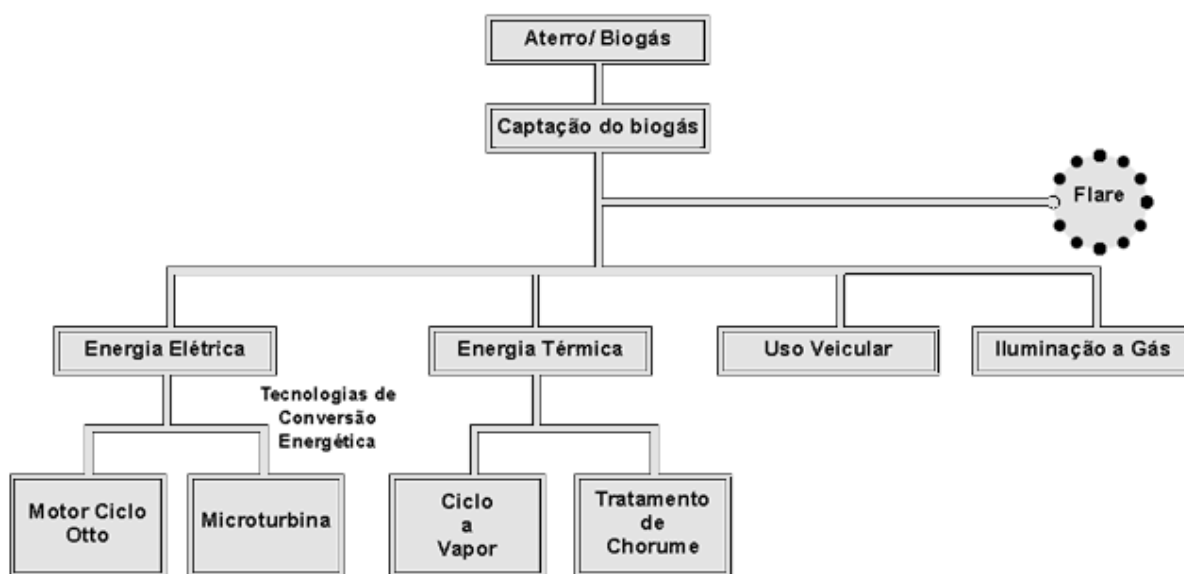 Aterro/ Biogás
Captação do biogás
Flare
Energia Elétrica
Energia Térmica
Uso Veicular
Iluminação a Gás
Tecnologias de
Conversão
Energética
Motor Ciclo
Otto
Microturbina
Ciclo
a
Vapor
Tratamento
de
Chorume